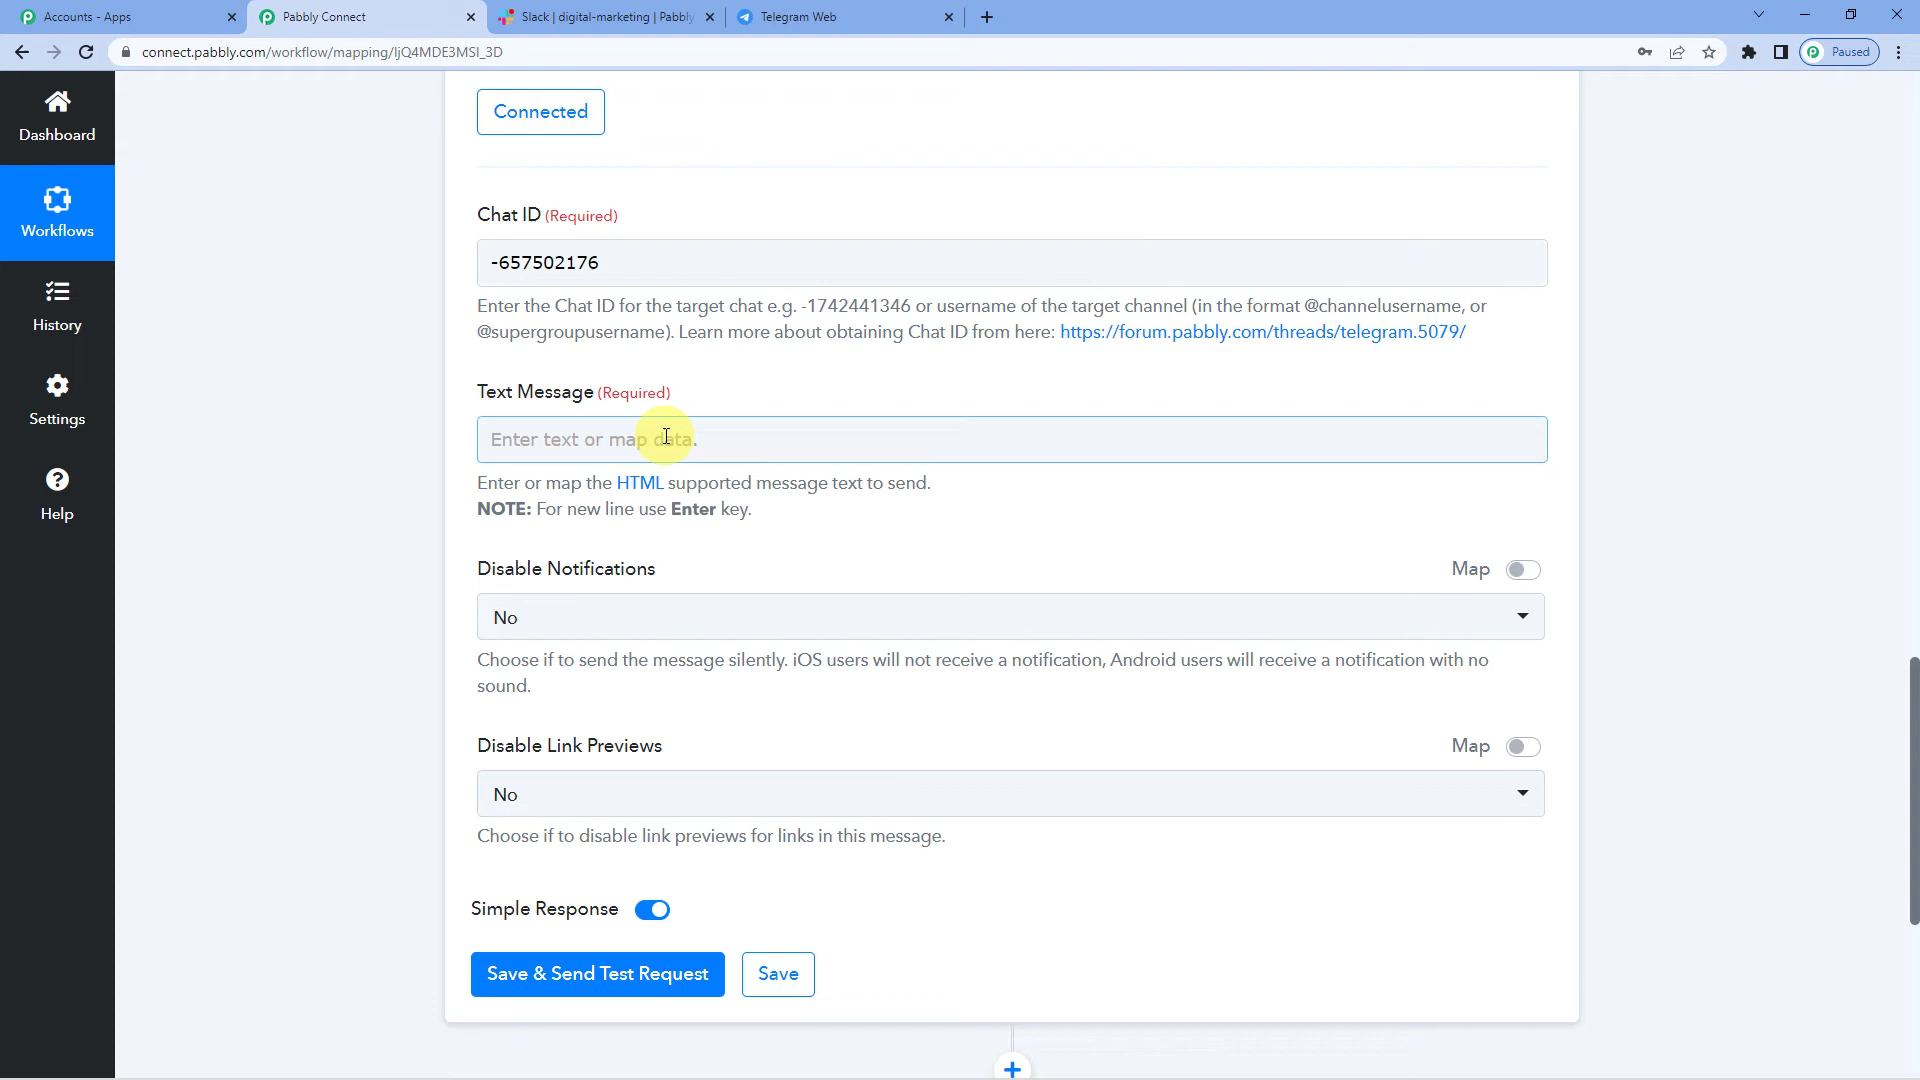 Accounts - Apps
Pabbly Connect
Slack | digital-marketing | Pabbly
Telegram Web
connect.pabbly.com/workflow/mapping/IjQ4MDE3MSI_3D
Paused
Dashboard
Workflows
History
Settings
Help
Connected
Chat ID (Required)
-657502176
Enter the Chat ID for the target chat e.g. -1742441346 or username of the target channel (in the format @channelusername, or
@supergroupusername). Learn more about obtaining Chat ID from here: https://forum.pabbly.com/threads/telegram.5079/
Text Message (Required)
Enter text or map data.
Enter or map the HTML supported message text to send.
NOTE: For new line use Enter key.
Disable Notifications
Map
No
Choose if to send the message silently. iOS users will not receive a notification, Android users will receive a notification with no
sound.
Disable Link Previews
Map
No
Choose if to disable link previews for links in this message.
Simple Response
Save & Send Test Request
Save